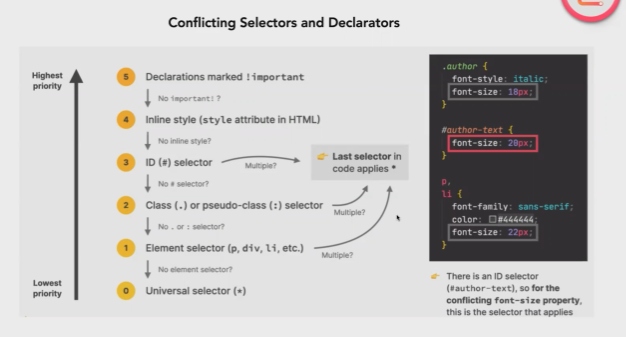 Conflicting Selectors and Declarators
Highest
priority
5 Declarations marked !important
No important: ?
4 Inline style (style attribute in HTML)
No inline style?
3 ID (#) selector
Multiple?
👉 Last selector in
code applies *
No # selector?
2 Class (.) or pseudo-class (:) selector
Multiple?
No . or : selector?
1 Element selector (p, div, li, etc.)
Multiple?
No element selector?
Lowest
priority
0 Universal selector (*)
.author {
font-style: italic;
font-size: 18px;
}
#author-text {
font-size: 20px;
}
p,
li {
font-family: sans-serif;
color: #444444;
font-size: 22px;
}
👉 There is an ID selector
(#author-text), so for the
conflicting font-size property,
this is the selector that applies